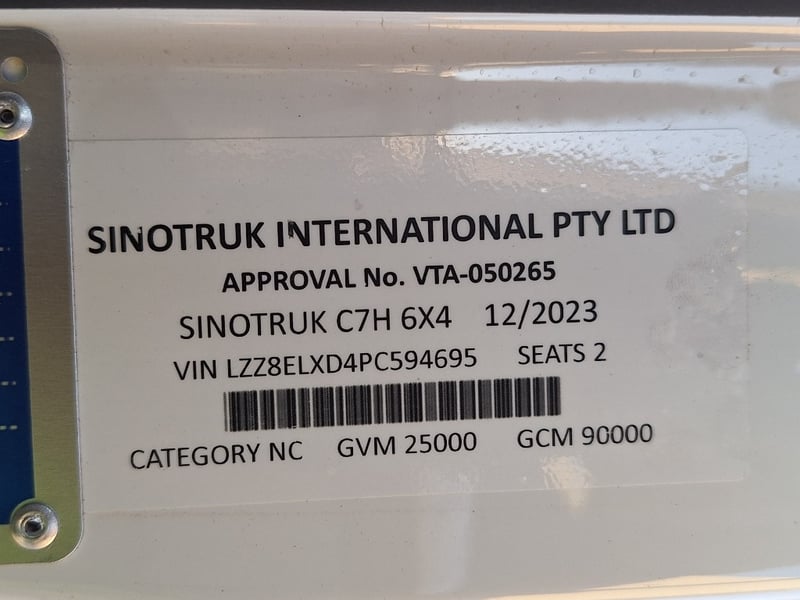 SINOTRUK INTERNATIONAL PTY LTD
APPROVAL No. VTA-050265
SINOTRUK C7H 6X4 12/2023
VIN LZZ8ELXD4PC594695 SEATS 2
CATEGORY NC GVM 25000 GCM 90000